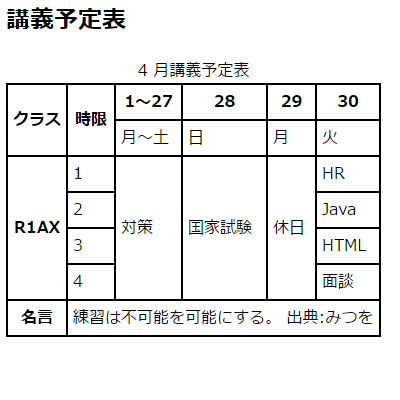 講義予定表
4 月講義予定表
クラス 時限 1～27 28 29 30
月～土 日 月 火
R1AX 1 対策 国家試験 休日 HR
2 Java
3 HTML
4 面談
名言 練習は不可能を可能にする。 出典:みつを